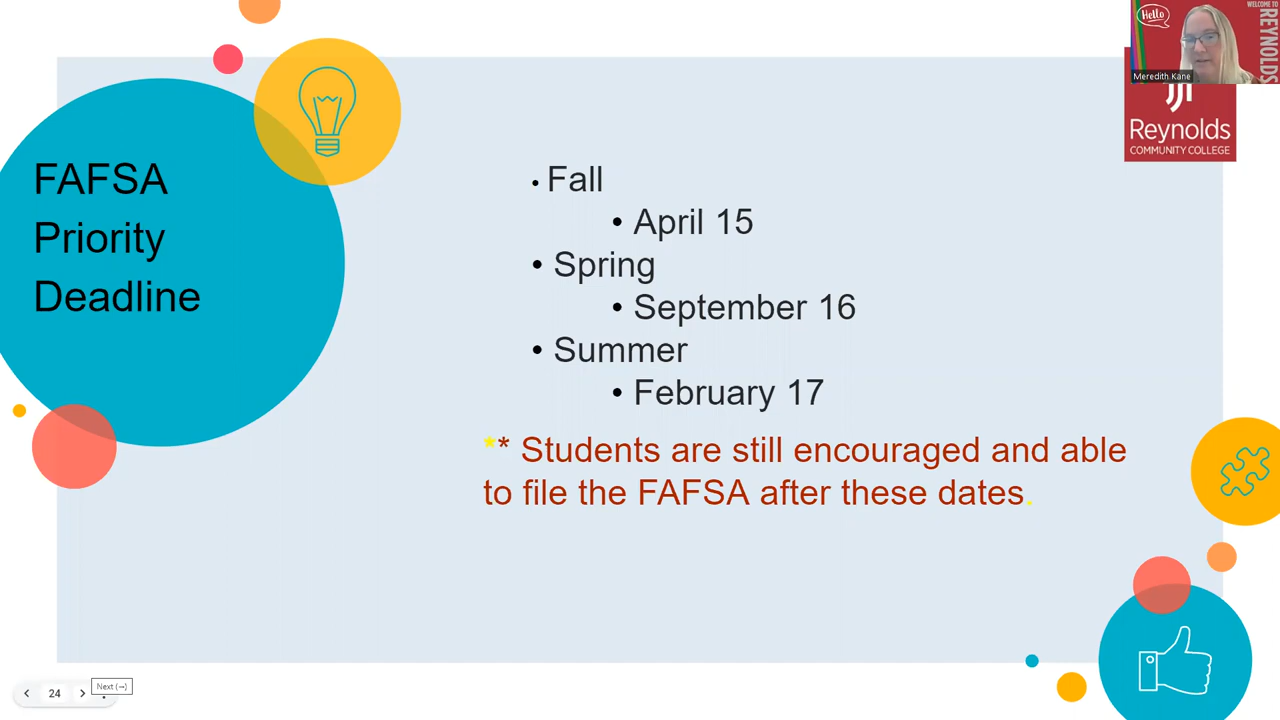 Hello
WELCOME TO
REYNOLDS
Meredith Kane
Reynolds
COMMUNITY COLLEGE
FAFSA
Priority
Deadline
• Fall
• April 15
• Spring
• September 16
• Summer
• February 17
** Students are still encouraged and able
to file the FAFSA after these dates.
24
Next (→)